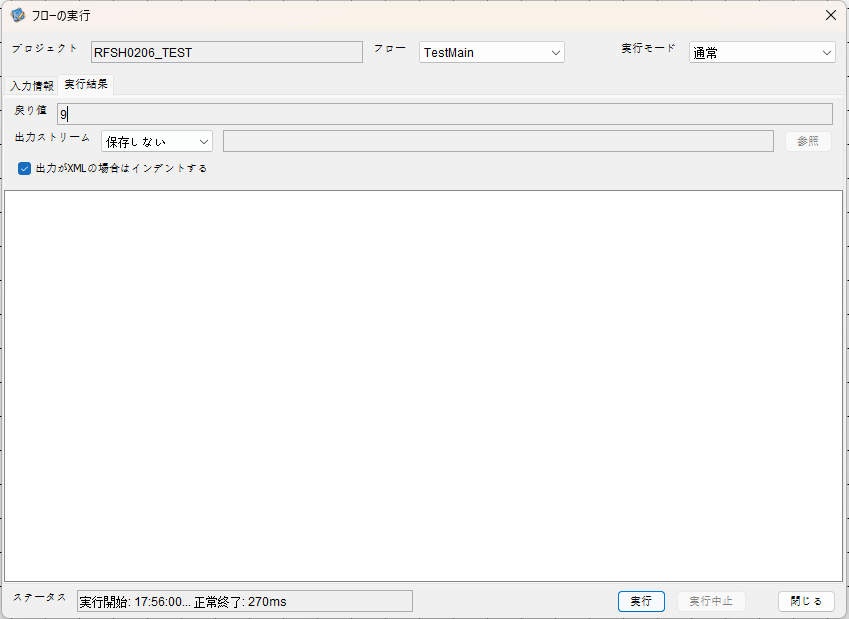 フローの実行
プロジェクト RFSH0206_TEST フロー TestMain 実行モード 通常
入力情報 実行結果
戻り値 9
出力ストリーム 保存しない 参照
出力がXMLの場合はインデントする
ステータス 実行開始: 17:56:00... 正常終了: 270ms 実行 実行中止 閉じる